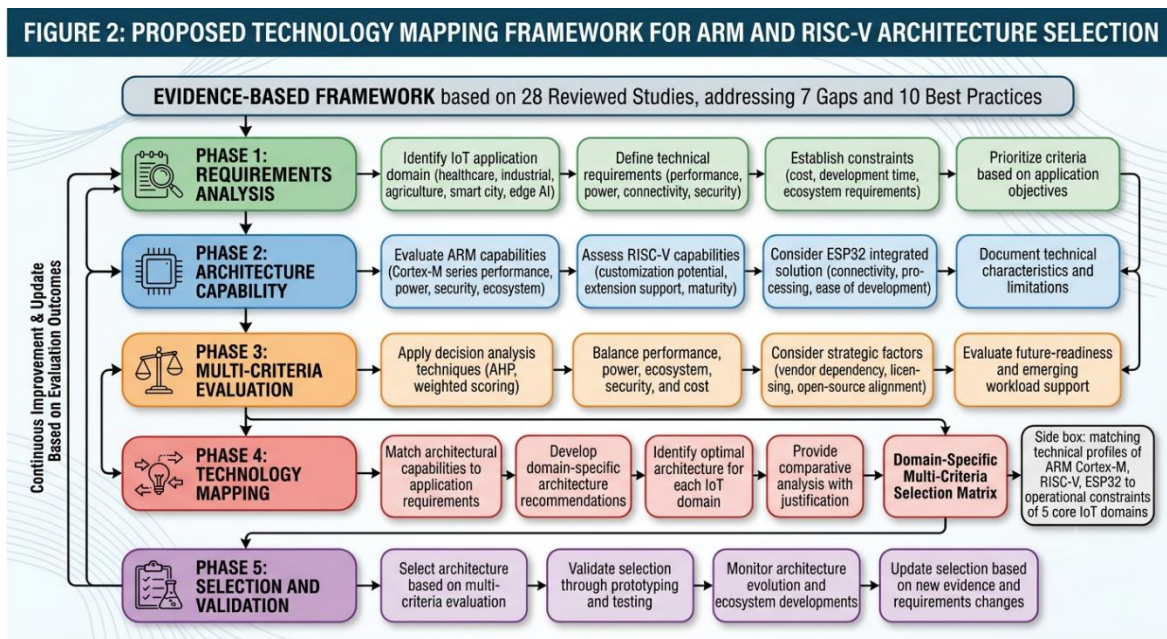 FIGURE 2: PROPOSED TECHNOLOGY MAPPING FRAMEWORK FOR ARM AND RISC-V ARCHITECTURE SELECTION
EVIDENCE-BASED FRAMEWORK based on 28 Reviewed Studies, addressing 7 Gaps and 10 Best Practices
PHASE 1:
REQUIREMENTS
ANALYSIS
Identify IoT application
domain (healthcare, industrial,
agriculture, smart city, edge AI)
Define technical
requirements (performance,
power, connectivity, security)
Establish constraints
(cost, development time,
ecosystem requirements)
Prioritize criteria
based on application
objectives
PHASE 2:
ARCHITECTURE
CAPABILITY
Evaluate ARM capabilities
(Cortex-M series performance,
power, security, ecosystem)
Assess RISC-V capabilities
(customization potential,
extension support, maturity)
Consider ESP32 integrated
solution (connectivity, pro-
cessing, ease of development)
Document technical
characteristics and
limitations
PHASE 3:
MULTI-CRITERIA
EVALUATION
Apply decision analysis
techniques (AHP,
weighted scoring)
Balance performance,
power, ecosystem,
security, and cost
Consider strategic factors
(vendor dependency, licen-
sing, open-source alignment)
Evaluate future-readiness
and emerging
workload support
PHASE 4:
TECHNOLOGY
MAPPING
Match architectural
capabilities to
application
requirements
Develop
domain-specific
architecture
recommendations
Identify optimal
architecture for
each IoT
domain
Provide
comparative
analysis with
justification
Domain-Specific
Multi-Criteria
Selection Matrix
Side box: matching
technical profiles of
ARM Cortex-M,
RISC-V, ESP32 to
operational constraints
of 5 core IoT domains
PHASE 5:
SELECTION AND
VALIDATION
Select architecture
based on multi-
criteria evaluation
Validate selection
through prototyping
and testing
Monitor architecture
evolution and
ecosystem developments
Update selection based
on new evidence and
requirements changes
Continuous Improvement & Update
Based on Evaluation Outcomes